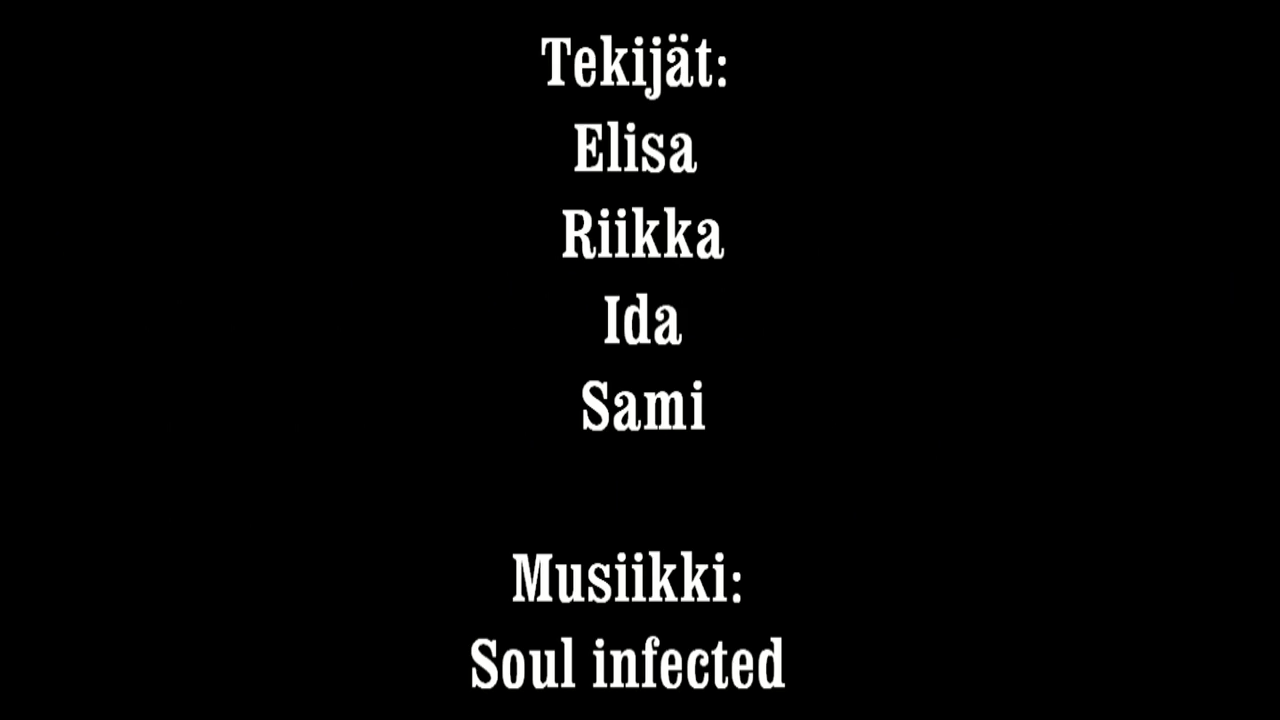 Tekijät:
Elisa
Riikka
Ida
Sami
Musiikki:
Soul infected